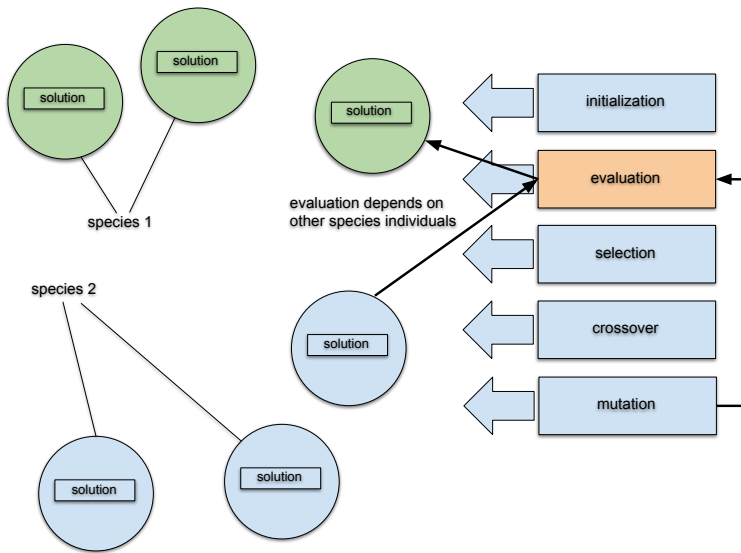 solution
solution
species 1
species 2
solution
solution
solution
evaluation depends on
other species individuals
solution
initialization
evaluation
selection
crossover
mutation